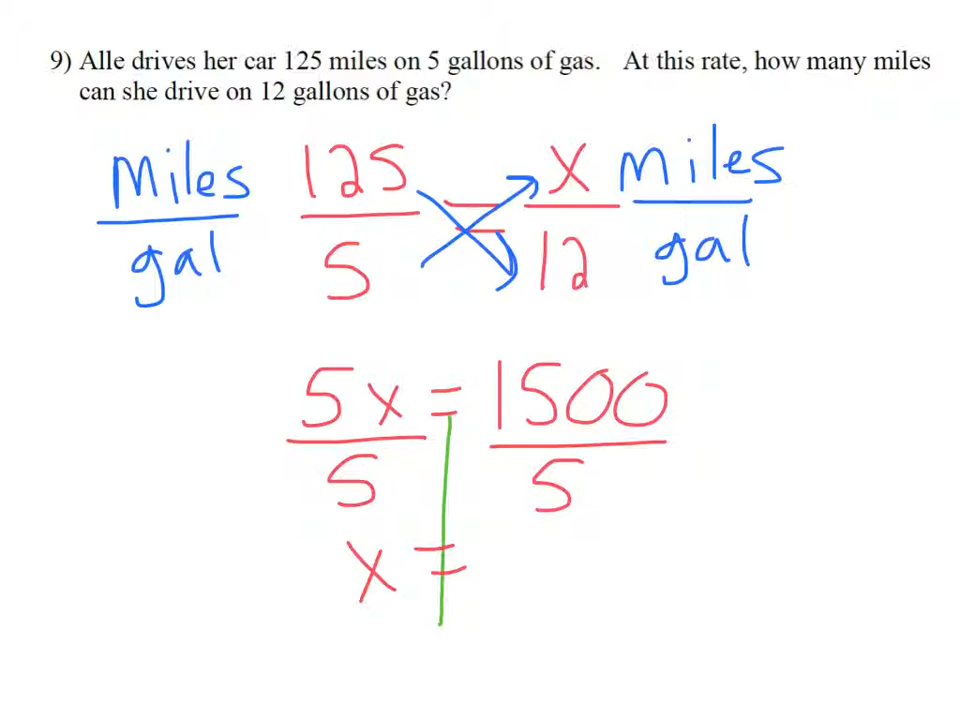 9) Alle drives her car 125 miles on 5 gallons of gas. At this rate, how many miles
can she drive on 12 gallons of gas?
Miles 125 = x miles
gal 5 12 gal
5x = 1500
5 5
x =